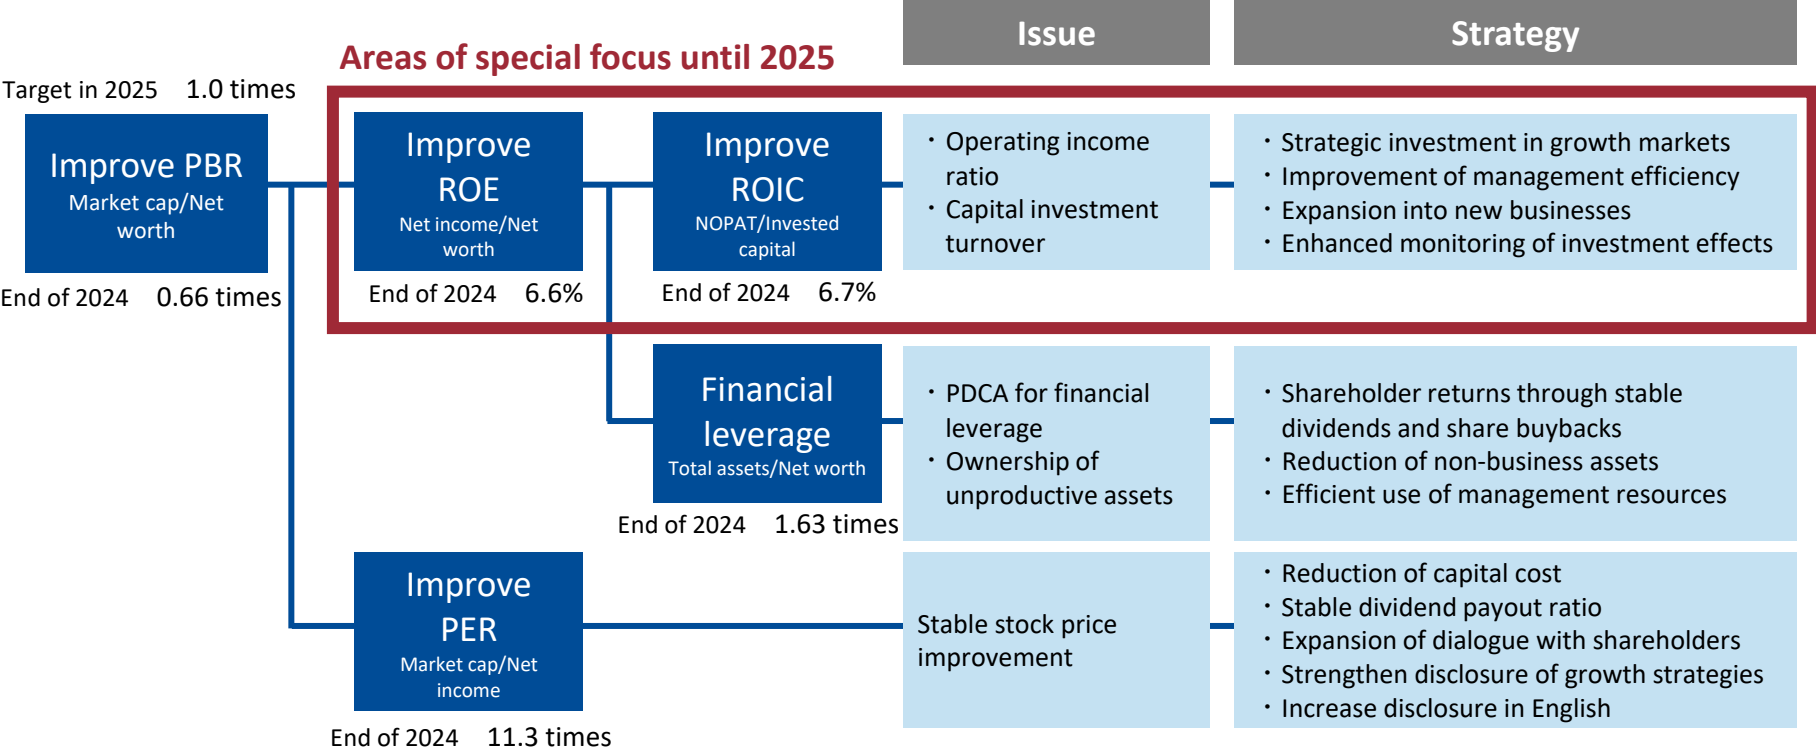 Issue
Strategy
Areas of special focus until 2025
Target in 2025 1.0 times
Improve PBR
Market cap/Net
worth
End of 2024 0.66 times
Improve
ROE
Net income/Net
worth
End of 2024 6.6%
Improve
ROIC
NOPAT/Invested
capital
End of 2024 6.7%
・Operating income
ratio
・Capital investment
turnover
・Strategic investment in growth markets
・Improvement of management efficiency
・Expansion into new businesses
・Enhanced monitoring of investment effects
Financial
leverage
Total assets/Net worth
End of 2024 1.63 times
・PDCA for financial
leverage
・Ownership of
unproductive assets
・Shareholder returns through stable
dividends and share buybacks
・Reduction of non-business assets
・Efficient use of management resources
Improve
PER
Market cap/Net
income
End of 2024 11.3 times
Stable stock price
improvement
・Reduction of capital cost
・Stable dividend payout ratio
・Expansion of dialogue with shareholders
・Strengthen disclosure of growth strategies
・Increase disclosure in English